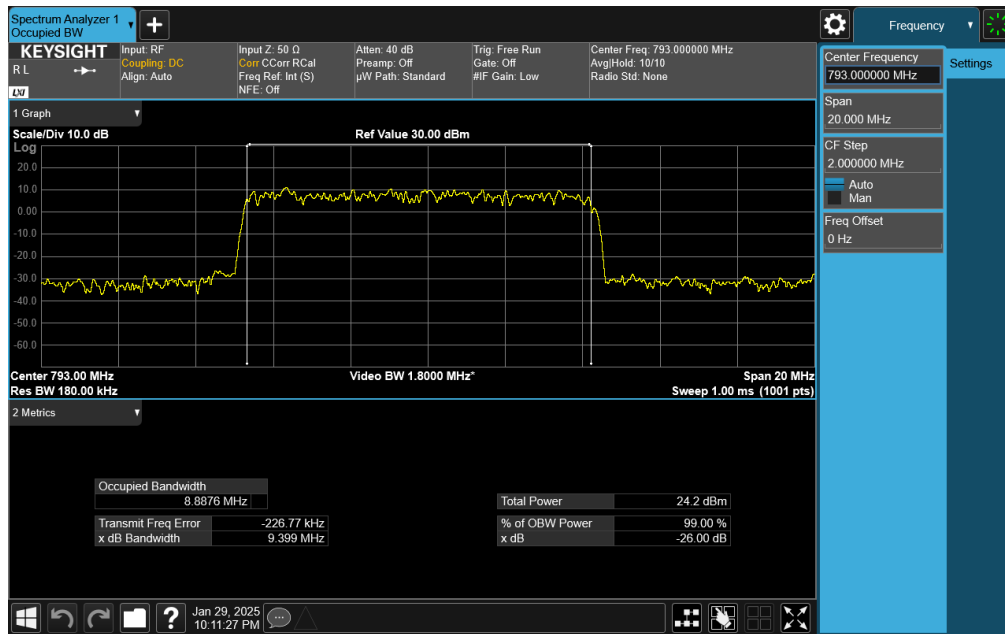 Spectrum Analyzer 1
Occupied BW
Frequency
KEYSIGHT
R L
LXI
Input: RF
Coupling: DC
Align: Auto
Input Z: 50 Ω
Corr CCorr RCal
Freq Ref: Int (S)
NFE: Off
Atten: 40 dB
Preamp: Off
µW Path: Standard
Trig: Free Run
Gate: Off
#IF Gain: Low
Center Freq: 793.000000 MHz
Avg|Hold: 10/10
Radio Std: None
Center Frequency
793.000000 MHz
Settings
Span
20.000 MHz
CF Step
2.000000 MHz
Auto
Man
Freq Offset
0 Hz
1 Graph
Scale/Div 10.0 dB
Ref Value 30.00 dBm
Log
20.0
10.0
0.00
-10.0
-20.0
-30.0
-40.0
-50.0
-60.0
Center 793.00 MHz
Video BW 1.8000 MHz*
Span 20 MHz
Res BW 180.00 kHz
Sweep 1.00 ms (1001 pts)
2 Metrics
Occupied Bandwidth
8.8876 MHz
Total Power 24.2 dBm
Transmit Freq Error -226.77 kHz
% of OBW Power 99.00 %
x dB Bandwidth 9.399 MHz
x dB -26.00 dB
?
Jan 29, 2025
10:11:27 PM